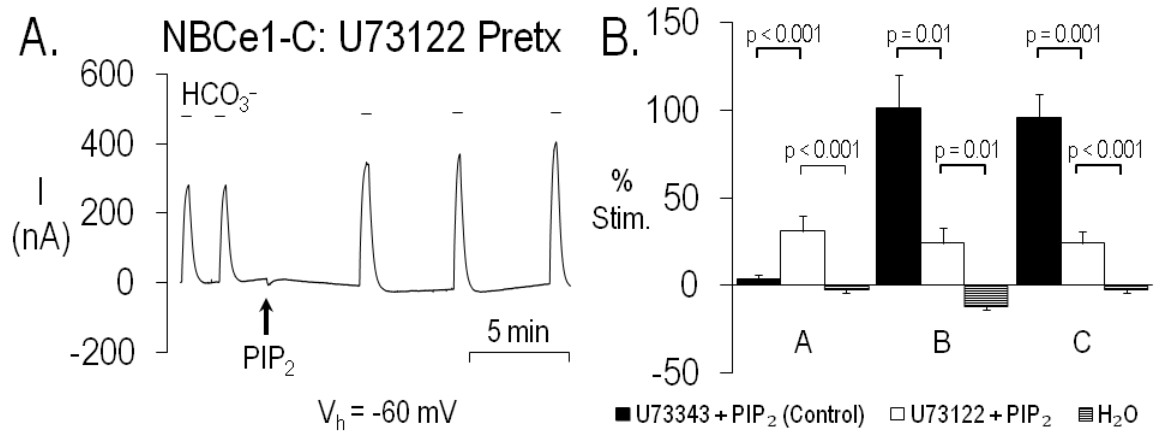 A. NBCe1-C: U73122 Pretx
600
HCO₃⁻
400
I
(nA)
200
0
-200
PIP₂
5 min
Vₕ = -60 mV
B.
150
100
%
Stim.
50
0
-50
p < 0.001
p = 0.01
p = 0.001
p < 0.001
p = 0.01
p < 0.001
A B C
U73343 + PIP₂ (Control) U73122 + PIP₂ H₂O